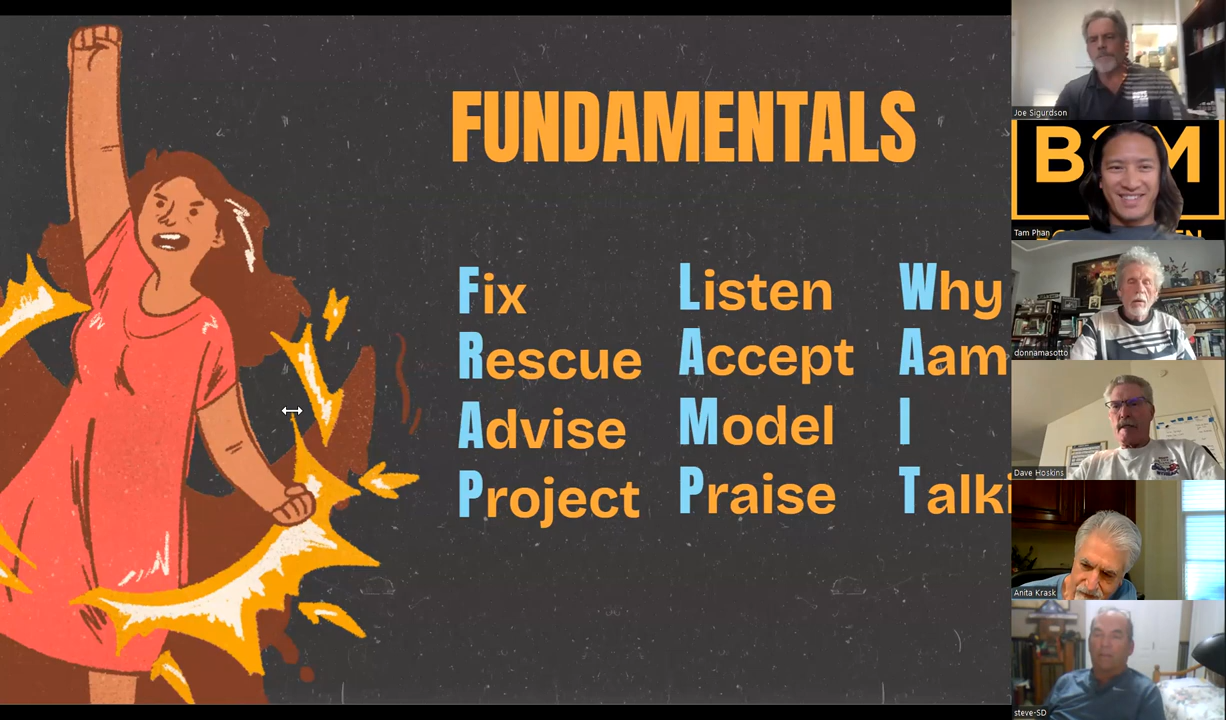 FUNDAMENTALS
Fix Listen Why
Rescue Accept Aam
Advise Model I
Project Praise Talki
Joe Sigurdson
Tam Phan
donnamasotto
Dave Hoskins
Anita Krask
steve-SD